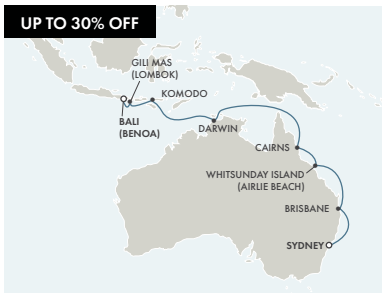 UP TO 30% OFF
GILI MAS
(LOMBOK)
KOMODO
BALI
(BENOA)
DARWIN
CAIRNS
WHITSUNDAY ISLAND
(AIRLIE BEACH)
BRISBANE
SYDNEY